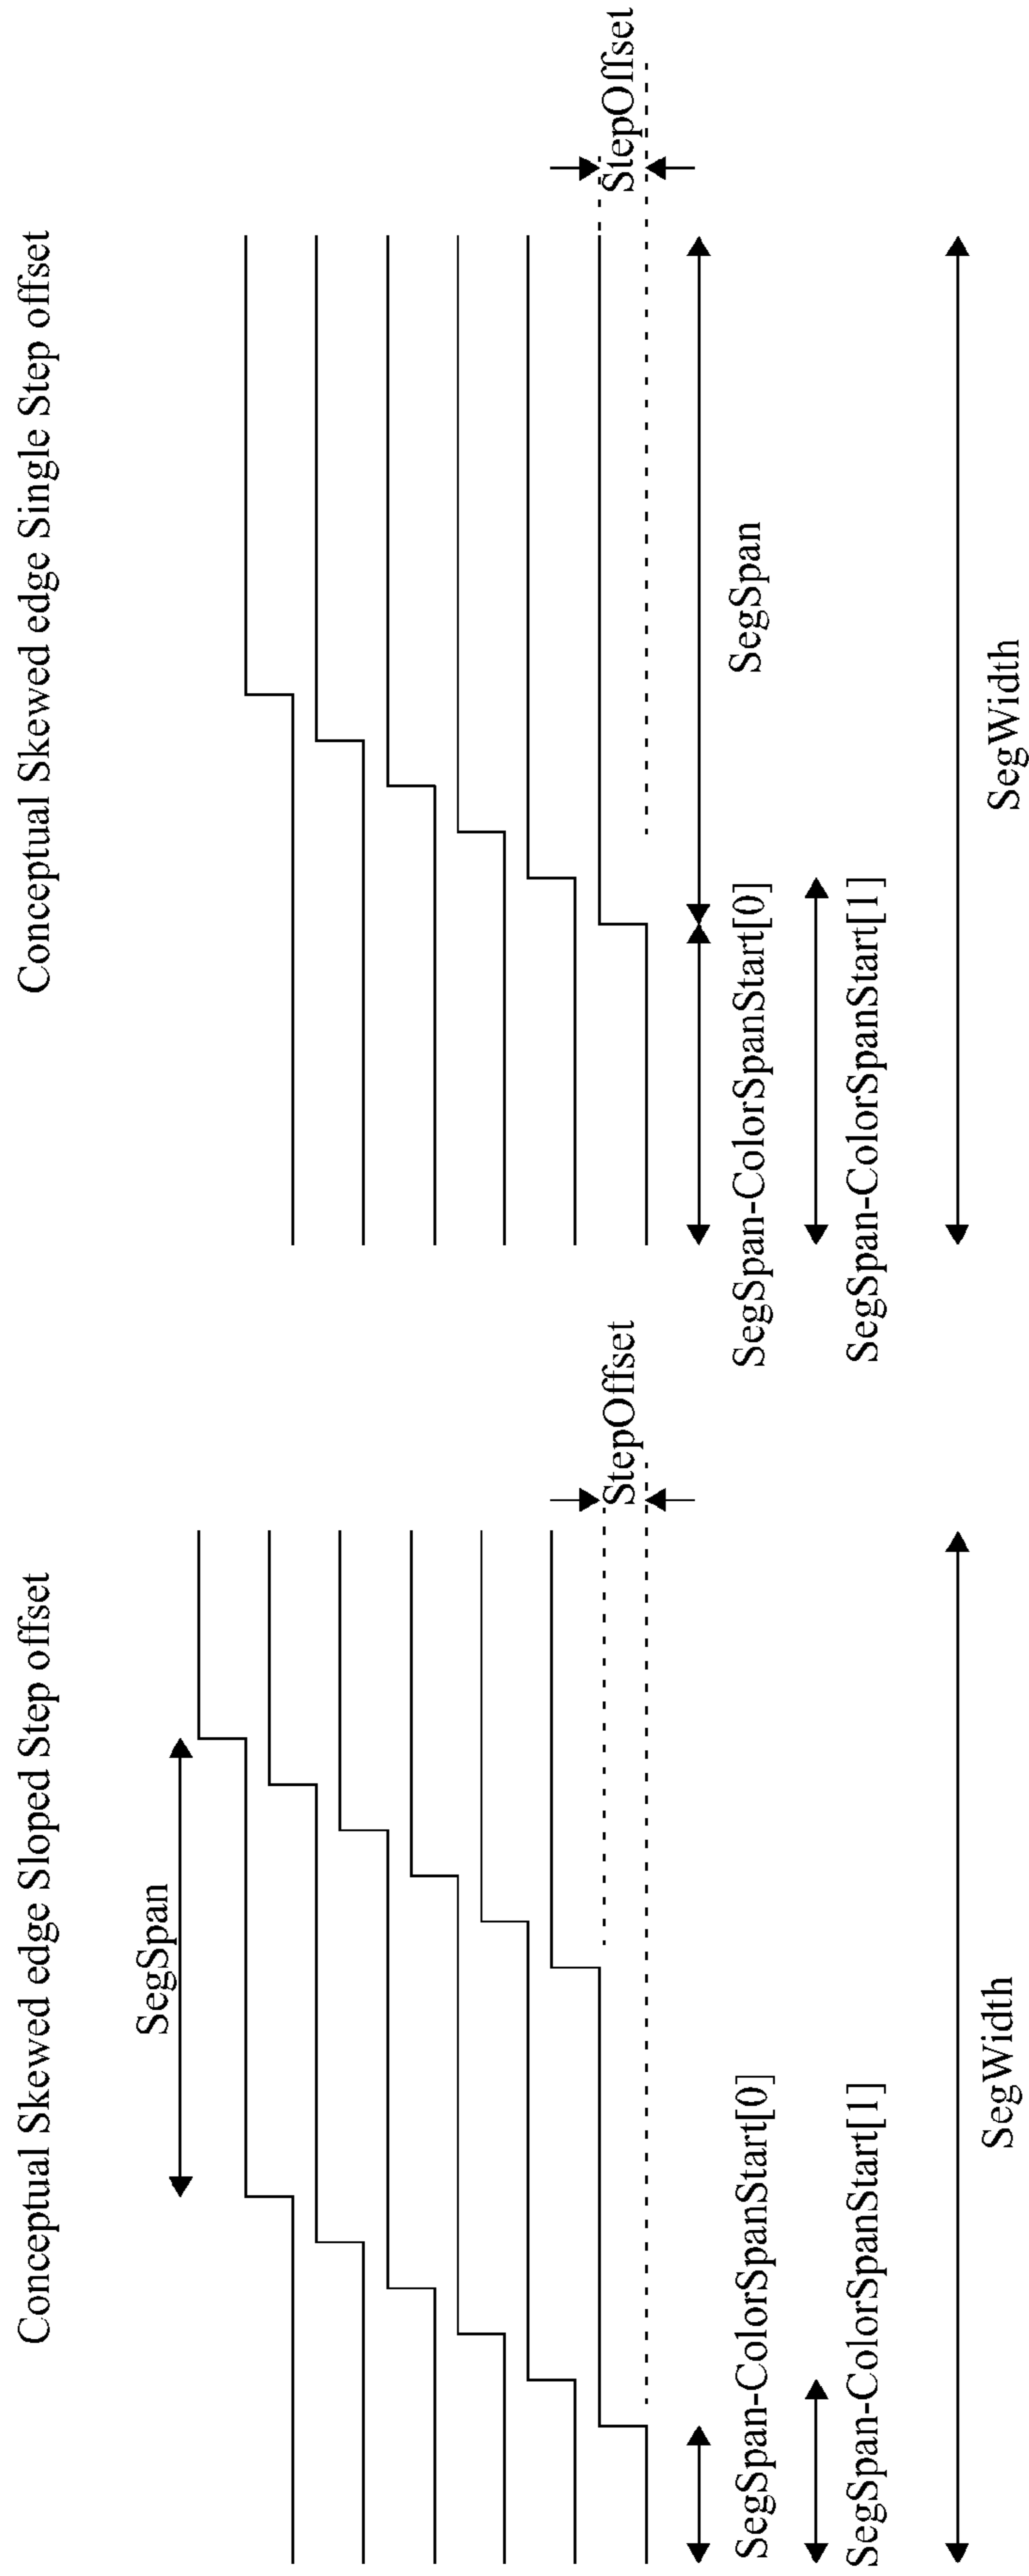 Conceptual Skewed edge Sloped Step offset
SegSpan
StepOffset
SegSpan-ColorSpanStart[0]
SegSpan-ColorSpanStart[1]
SegWidth
Conceptual Skewed edge Single Step offset
StepOffset
SegSpan
SegSpan-ColorSpanStart[0]
SegSpan-ColorSpanStart[1]
SegWidth